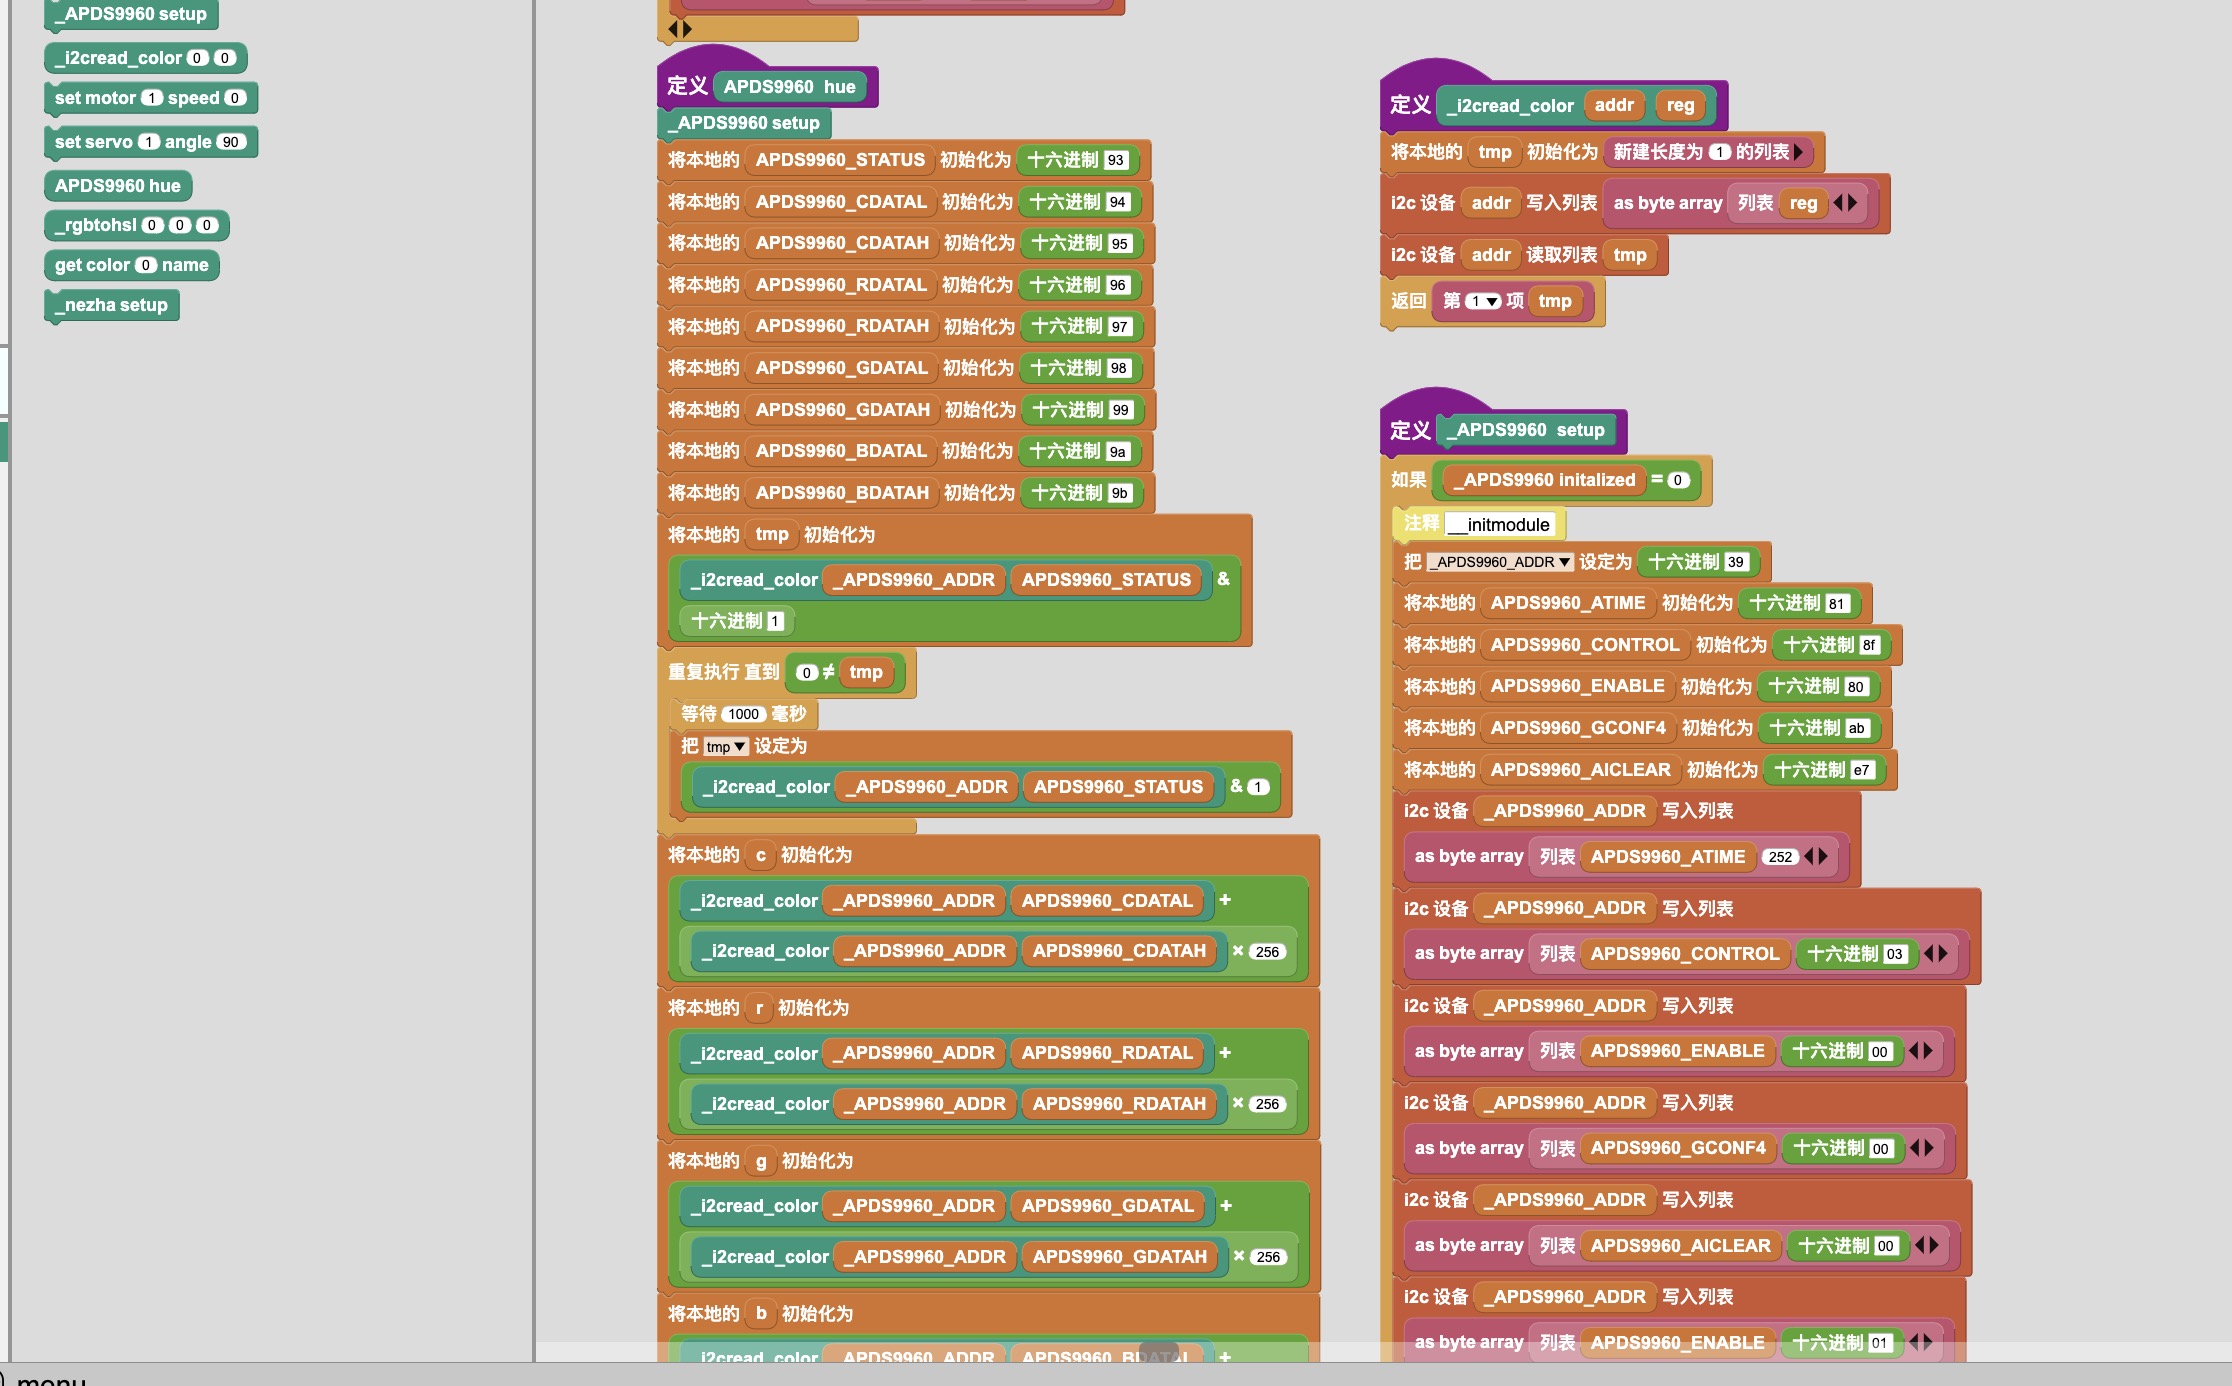 _APDS9960 setup
_i2cread_color 0 0
set motor 1 speed 0
set servo 1 angle 90
APDS9960 hue
_rgbtohsl 0 0 0
get color 0 name
_nezha setup
定义 APDS9960 hue
_APDS9960 setup
将本地的 APDS9960_STATUS 初始化为 十六进制 93
将本地的 APDS9960_CDATAL 初始化为 十六进制 94
将本地的 APDS9960_CDATAH 初始化为 十六进制 95
将本地的 APDS9960_RDATAL 初始化为 十六进制 96
将本地的 APDS9960_RDATAH 初始化为 十六进制 97
将本地的 APDS9960_GDATAL 初始化为 十六进制 98
将本地的 APDS9960_GDATAH 初始化为 十六进制 99
将本地的 APDS9960_BDATAL 初始化为 十六进制 9a
将本地的 APDS9960_BDATAH 初始化为 十六进制 9b
将本地的 tmp 初始化为
_i2cread_color _APDS9960_ADDR APDS9960_STATUS &
十六进制 1
重复执行 直到 0 ≠ tmp
等待 1000 毫秒
把 tmp 设定为
_i2cread_color _APDS9960_ADDR APDS9960_STATUS & 1
将本地的 c 初始化为
_i2cread_color _APDS9960_ADDR APDS9960_CDATAL +
_i2cread_color _APDS9960_ADDR APDS9960_CDATAH × 256
将本地的 r 初始化为
_i2cread_color _APDS9960_ADDR APDS9960_RDATAL +
_i2cread_color _APDS9960_ADDR APDS9960_RDATAH × 256
将本地的 g 初始化为
_i2cread_color _APDS9960_ADDR APDS9960_GDATAL +
_i2cread_color _APDS9960_ADDR APDS9960_GDATAH × 256
将本地的 b 初始化为
_i2cread_color _APDS9960_ADDR APDS9960_BDATAL +
定义 _i2cread_color addr reg
将本地的 tmp 初始化为 新建长度为 1 的列表
i2c 设备 addr 写入列表 as byte array 列表 reg
i2c 设备 addr 读取列表 tmp
返回 第 1 项 tmp
定义 _APDS9960 setup
如果 _APDS9960 initalized = 0
注释 __initmodule
把 _APDS9960_ADDR 设定为 十六进制 39
将本地的 APDS9960_ATIME 初始化为 十六进制 81
将本地的 APDS9960_CONTROL 初始化为 十六进制 8f
将本地的 APDS9960_ENABLE 初始化为 十六进制 80
将本地的 APDS9960_GCONF4 初始化为 十六进制 ab
将本地的 APDS9960_AICLEAR 初始化为 十六进制 e7
i2c 设备 _APDS9960_ADDR 写入列表
as byte array 列表 APDS9960_ATIME 252
i2c 设备 _APDS9960_ADDR 写入列表
as byte array 列表 APDS9960_CONTROL 十六进制 03
i2c 设备 _APDS9960_ADDR 写入列表
as byte array 列表 APDS9960_ENABLE 十六进制 00
i2c 设备 _APDS9960_ADDR 写入列表
as byte array 列表 APDS9960_GCONF4 十六进制 00
i2c 设备 _APDS9960_ADDR 写入列表
as byte array 列表 APDS9960_AICLEAR 十六进制 00
i2c 设备 _APDS9960_ADDR 写入列表
as byte array 列表 APDS9960_ENABLE 十六进制 01
menu